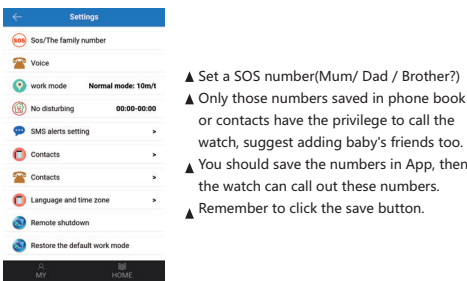 Settings
SOS Sos/The family number
Voice
work mode Normal mode: 10m/t
No disturbing 00:00-00:00
SMS alerts setting >
Contacts >
Contacts >
Language and time zone >
Remote shutdown
Restore the default work mode
MY HOME
▲ Set a SOS number(Mum/ Dad / Brother?)
▲ Only those numbers saved in phone book
or contacts have the privilege to call the
watch, suggest adding baby's friends too.
▲ You should save the numbers in App, then
the watch can call out these numbers.
▲ Remember to click the save button.